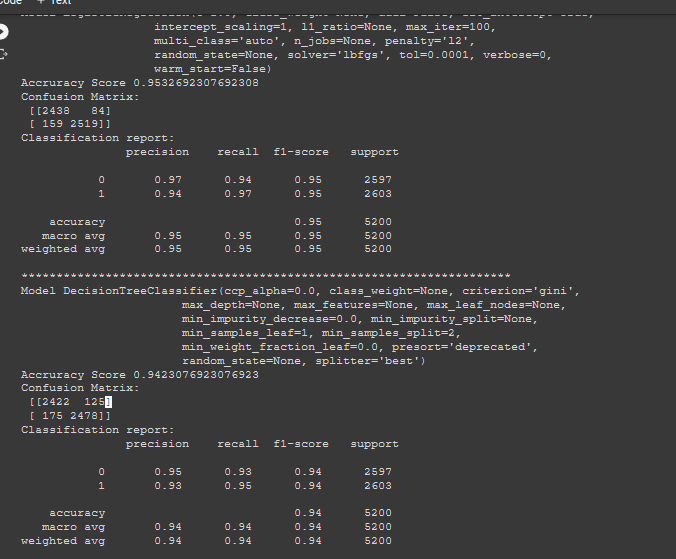 Code + Text
intercept_scaling=1, l1_ratio=None, max_iter=100,
multi_class='auto', n_jobs=None, penalty='l2',
random_state=None, solver='lbfgs', tol=0.0001, verbose=0,
warm_start=False)
Accruracy Score 0.9532692307692308
Confusion Matrix:
[[2438 84]
[ 159 2519]]
Classification report:
precision recall f1-score support
0 0.97 0.94 0.95 2597
1 0.94 0.97 0.95 2603
accuracy 0.95 5200
macro avg 0.95 0.95 0.95 5200
weighted avg 0.95 0.95 0.95 5200
**********************************************************************
Model DecisionTreeClassifier(ccp_alpha=0.0, class_weight=None, criterion='gini',
max_depth=None, max_features=None, max_leaf_nodes=None,
min_impurity_decrease=0.0, min_impurity_split=None,
min_samples_leaf=1, min_samples_split=2,
min_weight_fraction_leaf=0.0, presort='deprecated',
random_state=None, splitter='best')
Accruracy Score 0.9423076923076923
Confusion Matrix:
[[2422 125]
[ 175 2478]]
Classification report:
precision recall f1-score support
0 0.95 0.93 0.94 2597
1 0.93 0.95 0.94 2603
accuracy 0.94 5200
macro avg 0.94 0.94 0.94 5200
weighted avg 0.94 0.94 0.94 5200